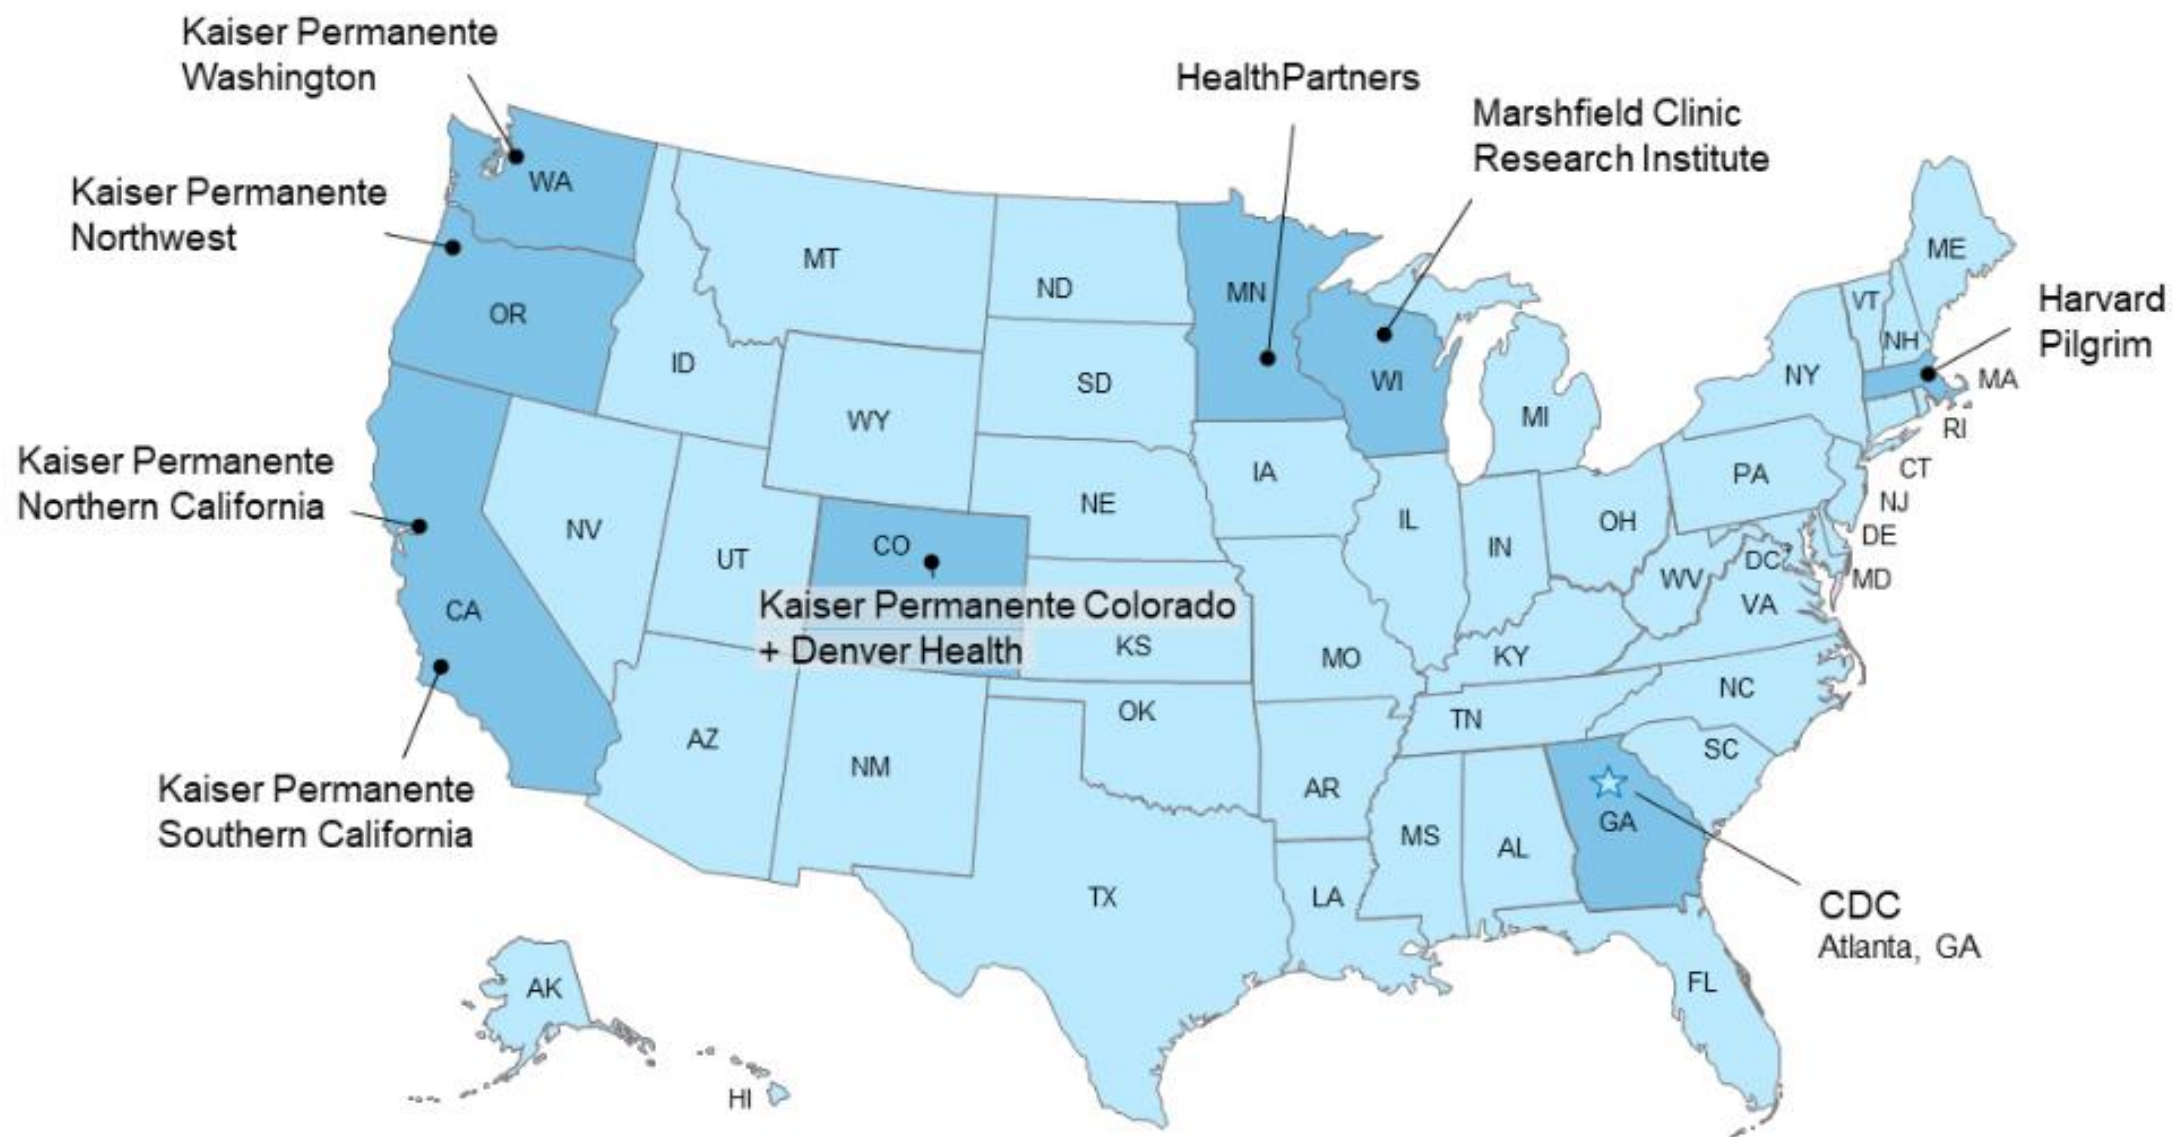 Kaiser Permanente
Washington
HealthPartners
Marshfield Clinic
Research Institute
Kaiser Permanente
Northwest
WA
MT
ND
MN
ME
VT
NH
Harvard
Pilgrim
OR
ID
SD
WI
MI
NY
MA
RI
WY
Kaiser Permanente
Northern California
IA
NE
PA
CT
NJ
NV
UT
CO
IL
IN
OH
DE
WV
DC
MD
VA
CA
Kaiser Permanente Colorado
+ Denver Health
KS
MO
KY
NC
AZ
NM
OK
TN
SC
Kaiser Permanente
Southern California
AR
GA
MS
AL
TX
LA
CDC
Atlanta, GA
FL
AK
HI